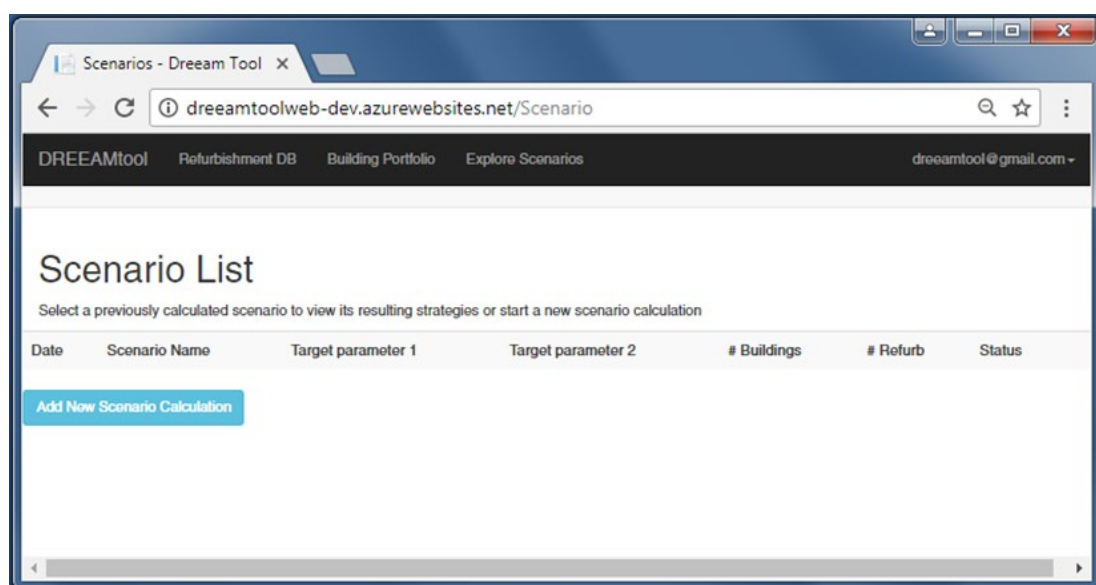 Scenarios - Dreeam Tool
dreeamtoolweb-dev.azurewebsites.net/Scenario
DREEAMtool Refurbishment DB Building Portfolio Explore Scenarios dreeamtool@gmail.com
Scenario List
Select a previously calculated scenario to view its resulting strategies or start a new scenario calculation
Date Scenario Name Target parameter 1 Target parameter 2 # Buildings # Refurb Status
Add New Scenario Calculation